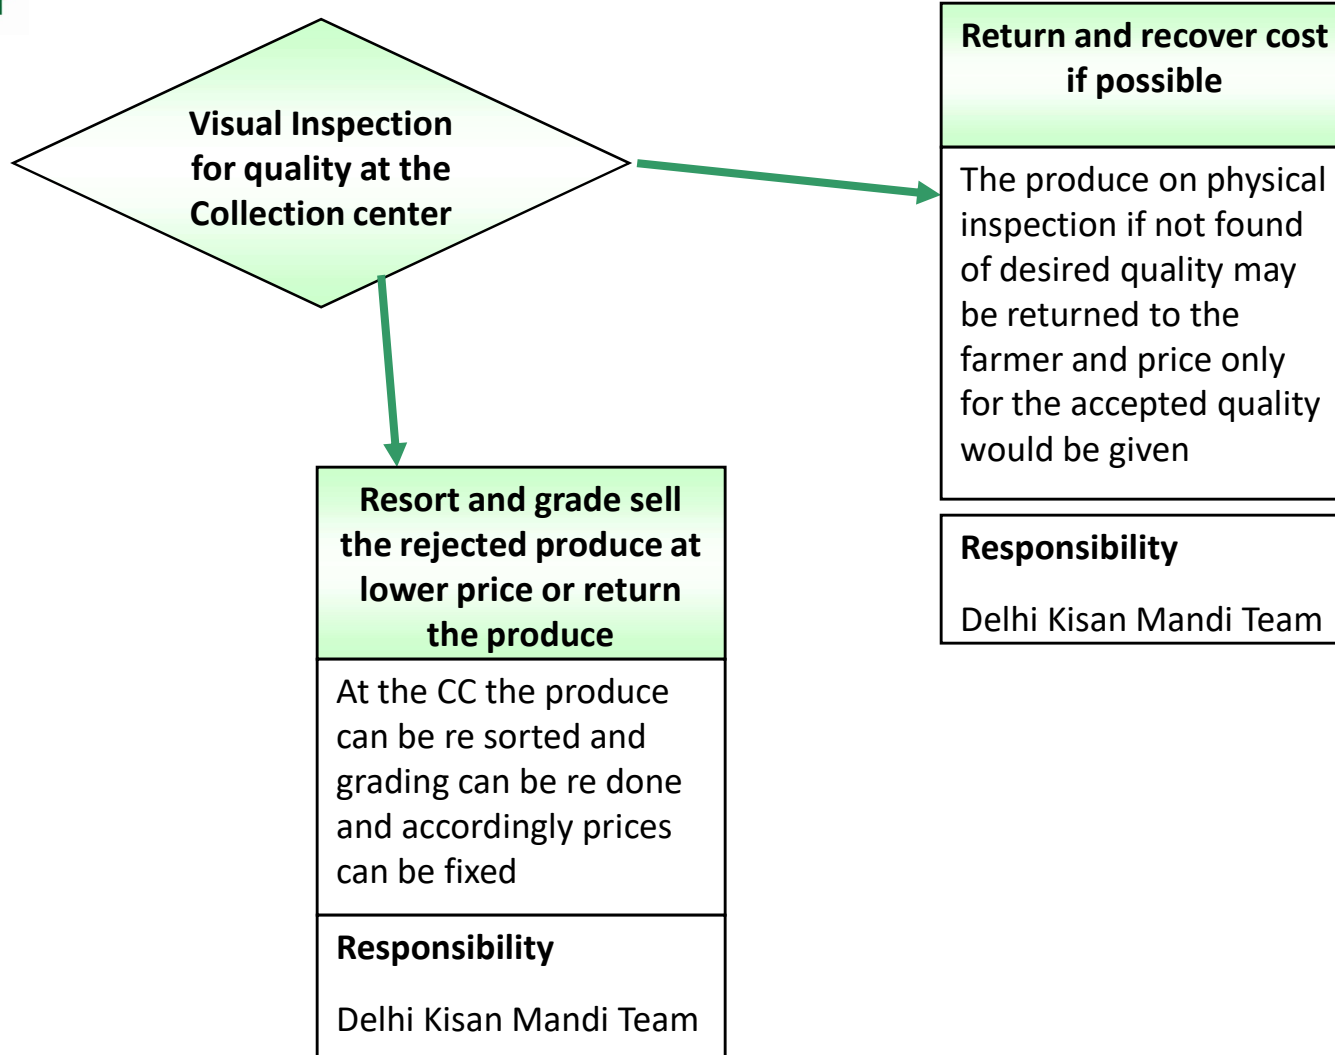 Visual Inspection
for quality at the
Collection center
Return and recover cost
if possible
The produce on physical
inspection if not found
of desired quality may
be returned to the
farmer and price only
for the accepted quality
would be given
Responsibility
Delhi Kisan Mandi Team
Resort and grade sell
the rejected produce at
lower price or return
the produce
At the CC the produce
can be re sorted and
grading can be re done
and accordingly prices
can be fixed
Responsibility
Delhi Kisan Mandi Team